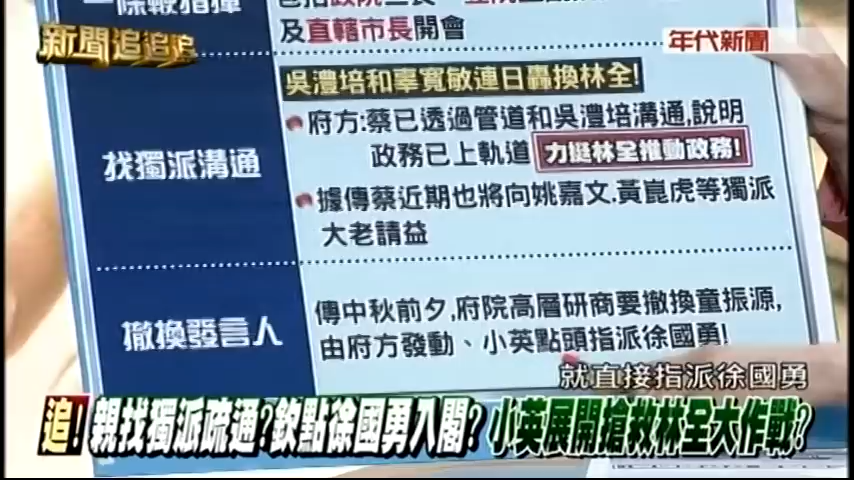 一條鞭指揮
及直轄市長開會
新聞追追追
年代新聞
吳澧培和辜寬敏連日轟換林全!
找獨派溝通
府方:蔡已透過管道和吳澧培溝通,說明
政務已上軌道 力挺林全推動政務!
據傳蔡近期也將向姚嘉文.黃崑虎等獨派
大老請益
撤換發言人
傳中秋前夕,府院高層研商要撤換童振源,
由府方發動、小英點頭指派徐國勇!
就直接指派徐國勇
追! 親找獨派疏通?欽點徐國勇入閣? 小英展開搶救林全大作戰?